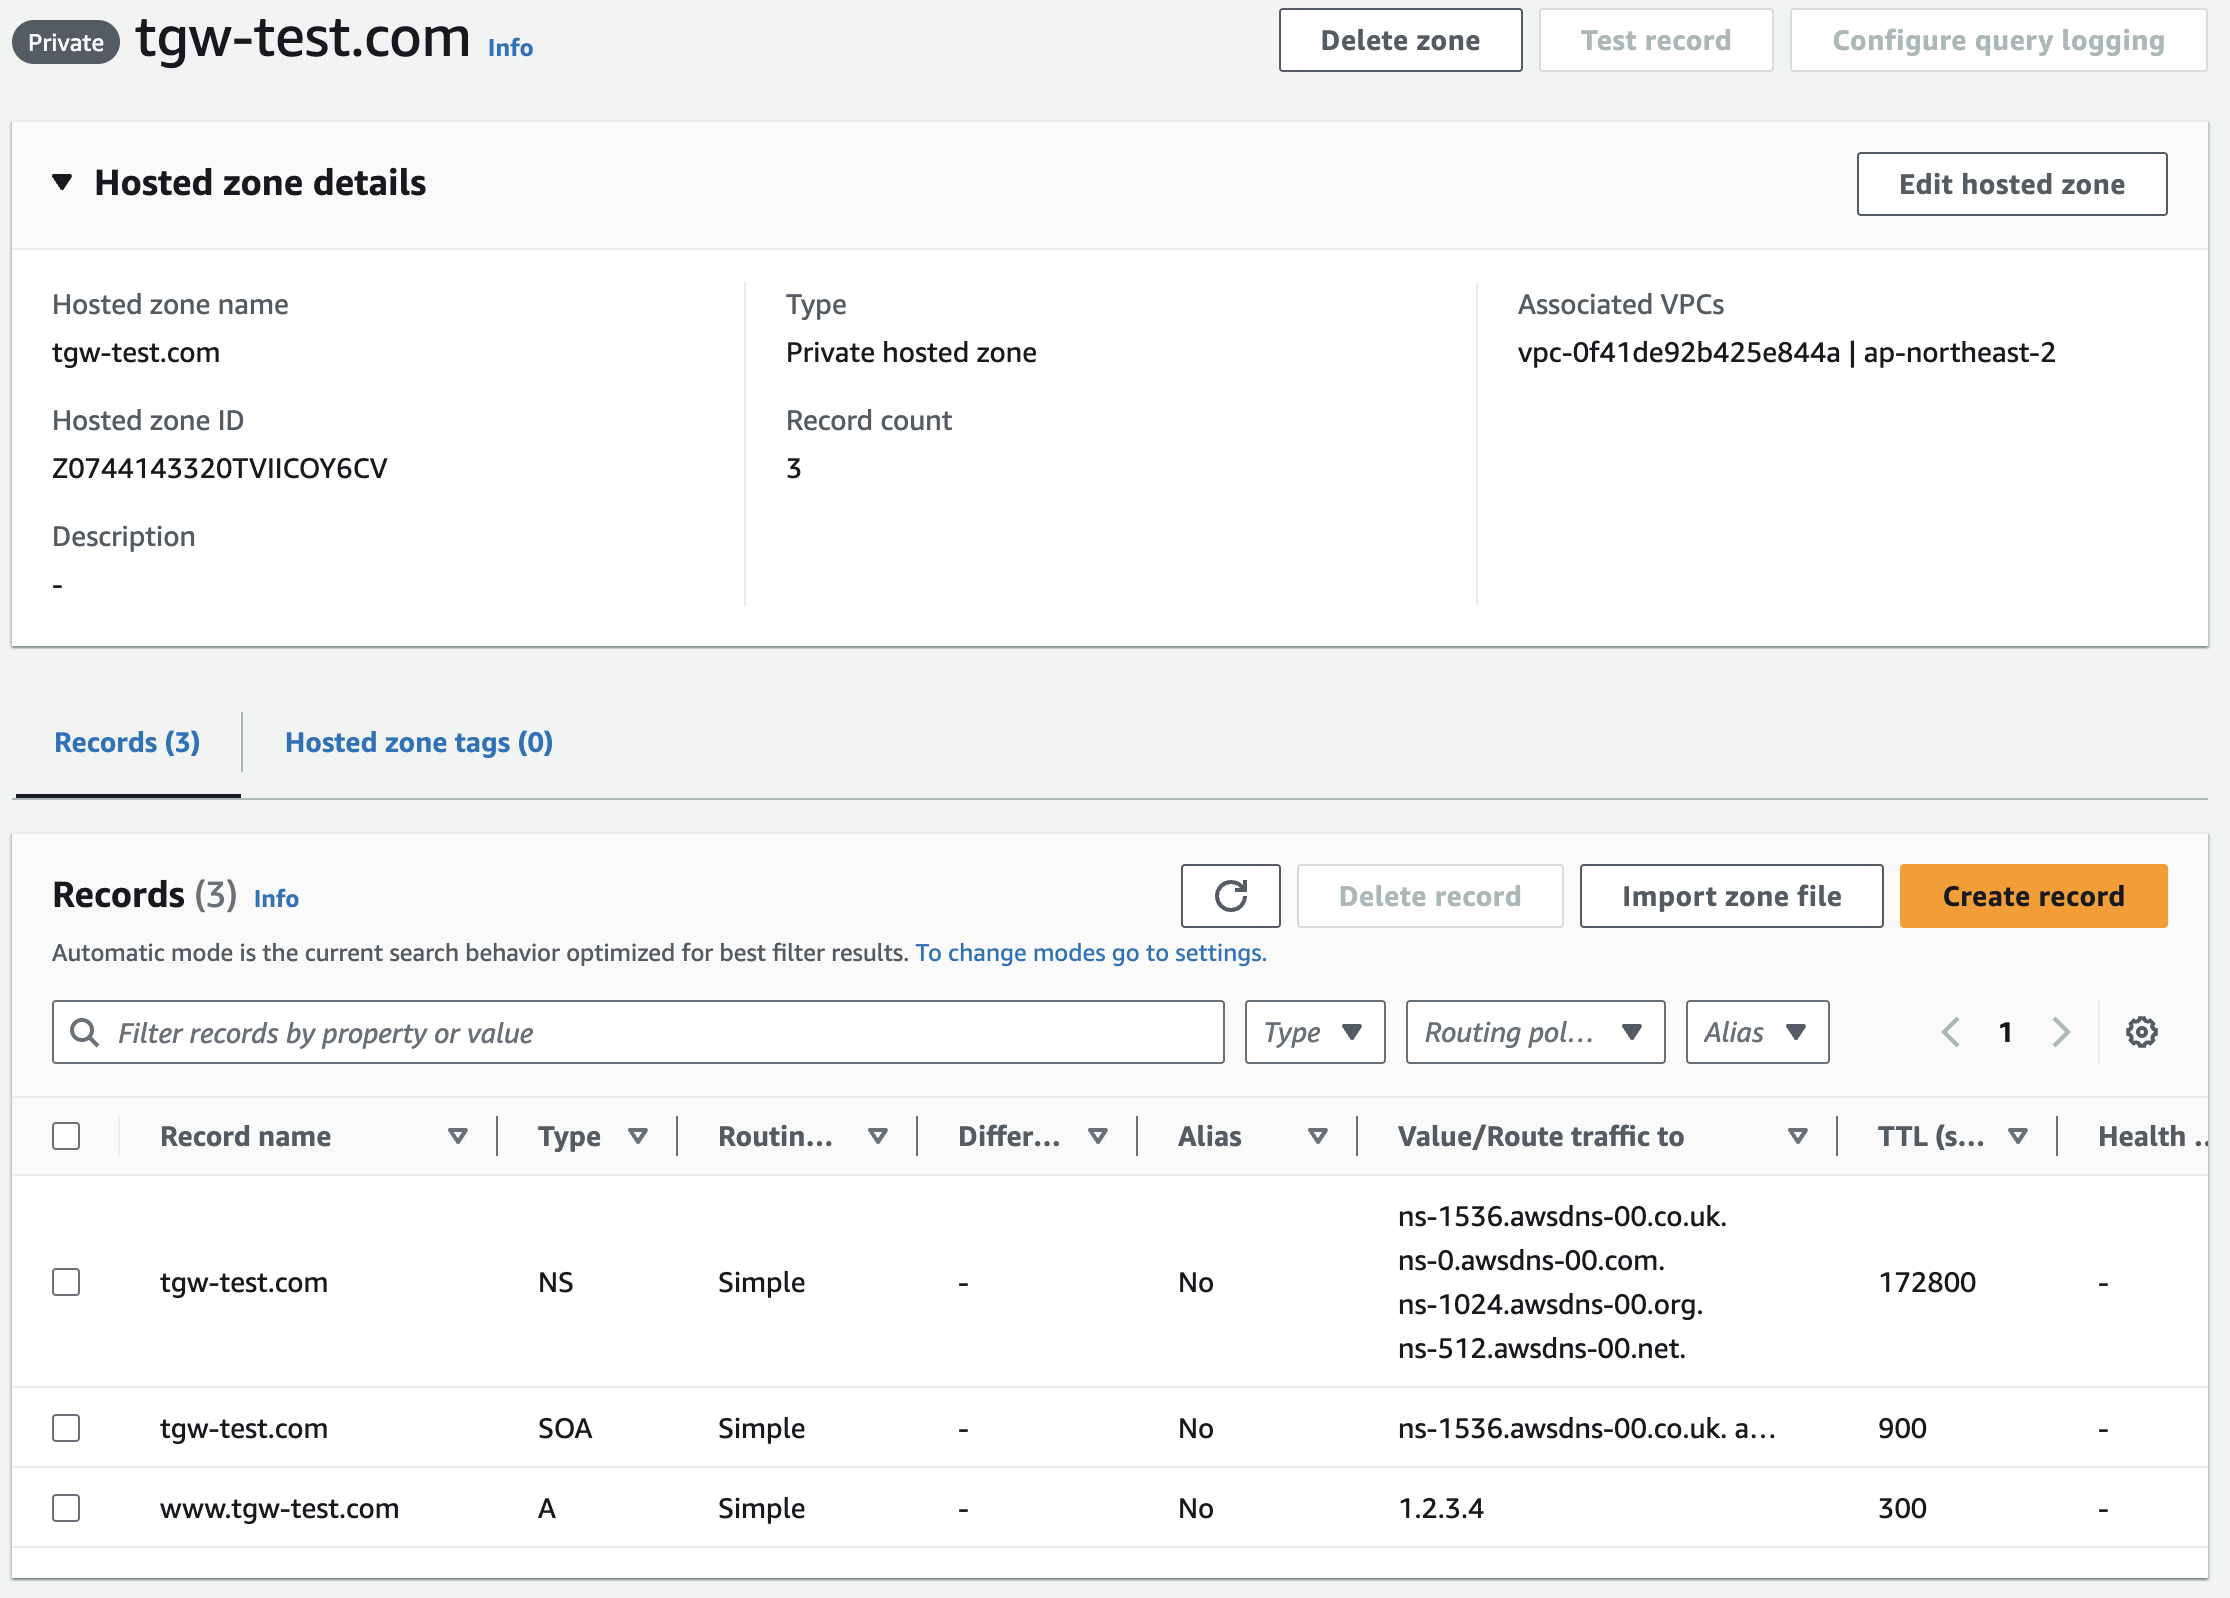 Private tgw-test.com Info
Delete zone
Test record
Configure query logging
Hosted zone details
Edit hosted zone
Hosted zone name
tgw-test.com
Hosted zone ID
Z0744143320TVIICOY6CV
Description
-
Type
Private hosted zone
Record count
3
Associated VPCs
vpc-0f41de92b425e844a | ap-northeast-2
Records (3)
Hosted zone tags (0)
Records (3) Info
Delete record
Import zone file
Create record
Automatic mode is the current search behavior optimized for best filter results. To change modes go to settings.
Filter records by property or value
Type
Routing pol...
Alias
1
Record name Type Routin... Differ... Alias Value/Route traffic to TTL (s... Health ..
tgw-test.com NS Simple - No
ns-1536.awsdns-00.co.uk.
ns-0.awsdns-00.com.
ns-1024.awsdns-00.org.
ns-512.awsdns-00.net.
172800 -
tgw-test.com SOA Simple - No ns-1536.awsdns-00.co.uk. a... 900 -
www.tgw-test.com A Simple - No 1.2.3.4 300 -